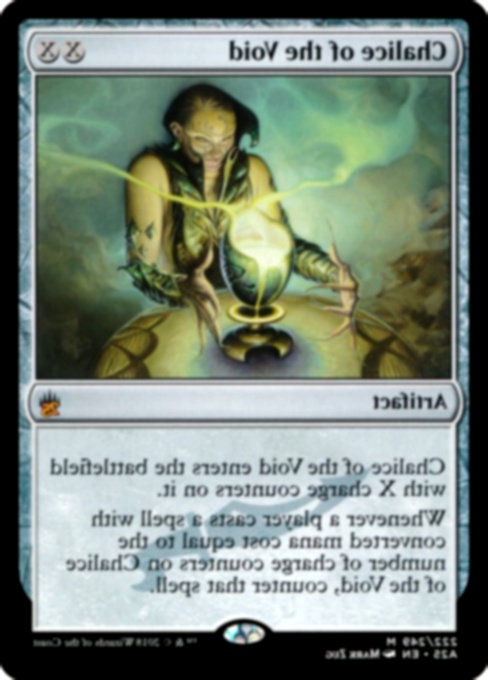 Chalice of the Void XX
Artifact
Chalice of the Void enters the battlefield
with X charge counters on it.
Whenever a player casts a spell with
converted mana cost equal to the
number of charge counters on Chalice
of the Void, counter that spell.
222/249 M
A25 • EN MARK ZUG
™ & © 2018 Wizards of the Coast